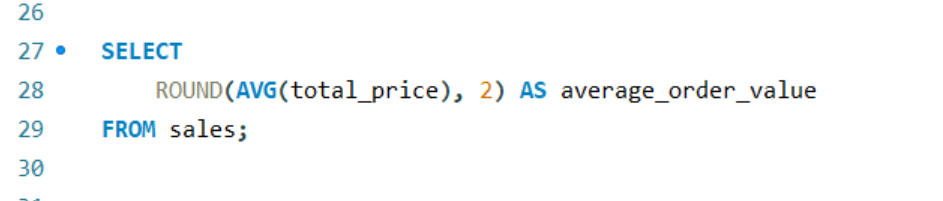 26
27 SELECT
28 ROUND(AVG(total_price), 2) AS average_order_value
29 FROM sales;
30